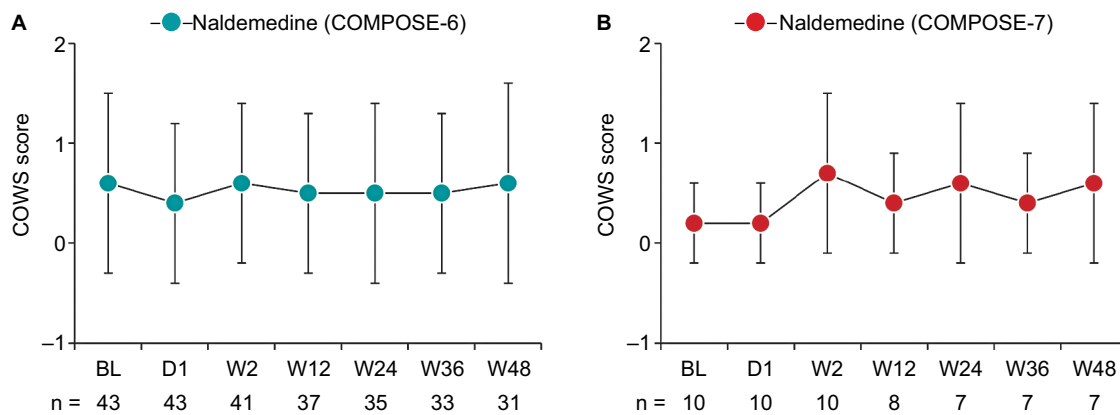 A
Naldemedine (COMPOSE-6)
COWS score
2
1
0
–1
BL D1 W2 W12 W24 W36 W48
n = 43 43 41 37 35 33 31
B
Naldemedine (COMPOSE-7)
COWS score
2
1
0
–1
BL D1 W2 W12 W24 W36 W48
n = 10 10 10 8 7 7 7